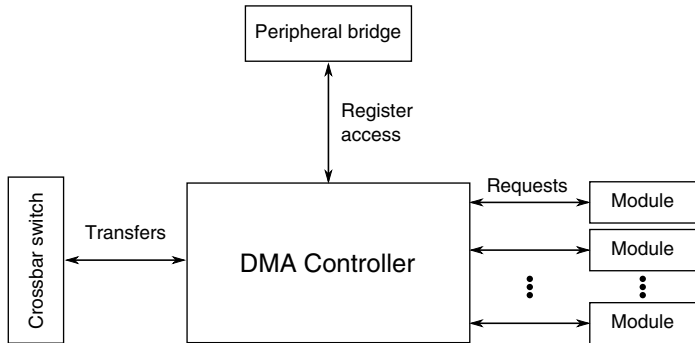 Peripheral bridge
Register
access
Requests
Module
Crossbar switch
Transfers
DMA Controller
Module
Module